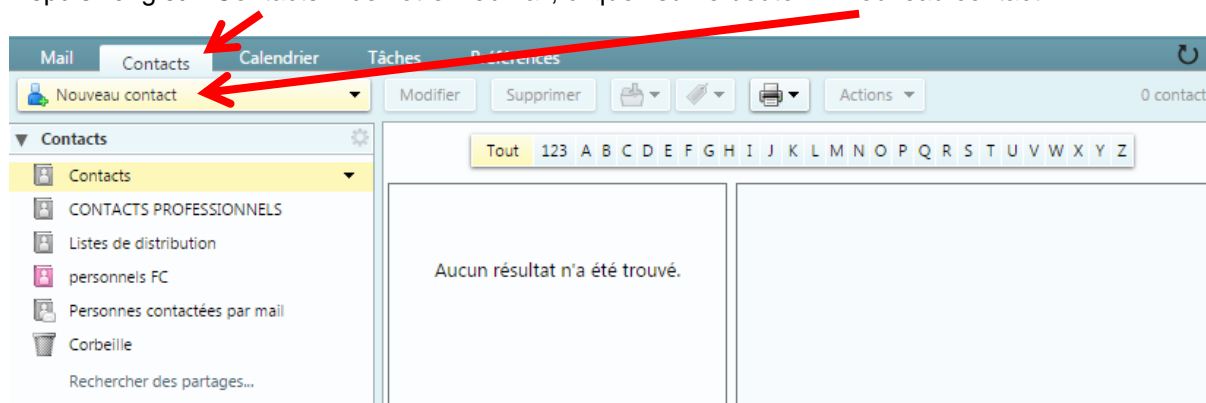 Mail Contacts Calendrier Tâches Préférences
Nouveau contact Modifier Supprimer Actions 0 contact
Contacts
Tout 123 A B C D E F G H I J K L M N O P Q R S T U V W X Y Z
Contacts
CONTACTS PROFESSIONNELS
Listes de distribution
Aucun résultat n'a été trouvé.
personnels FC
Personnes contactées par mail
Corbeille
Rechercher des partages...